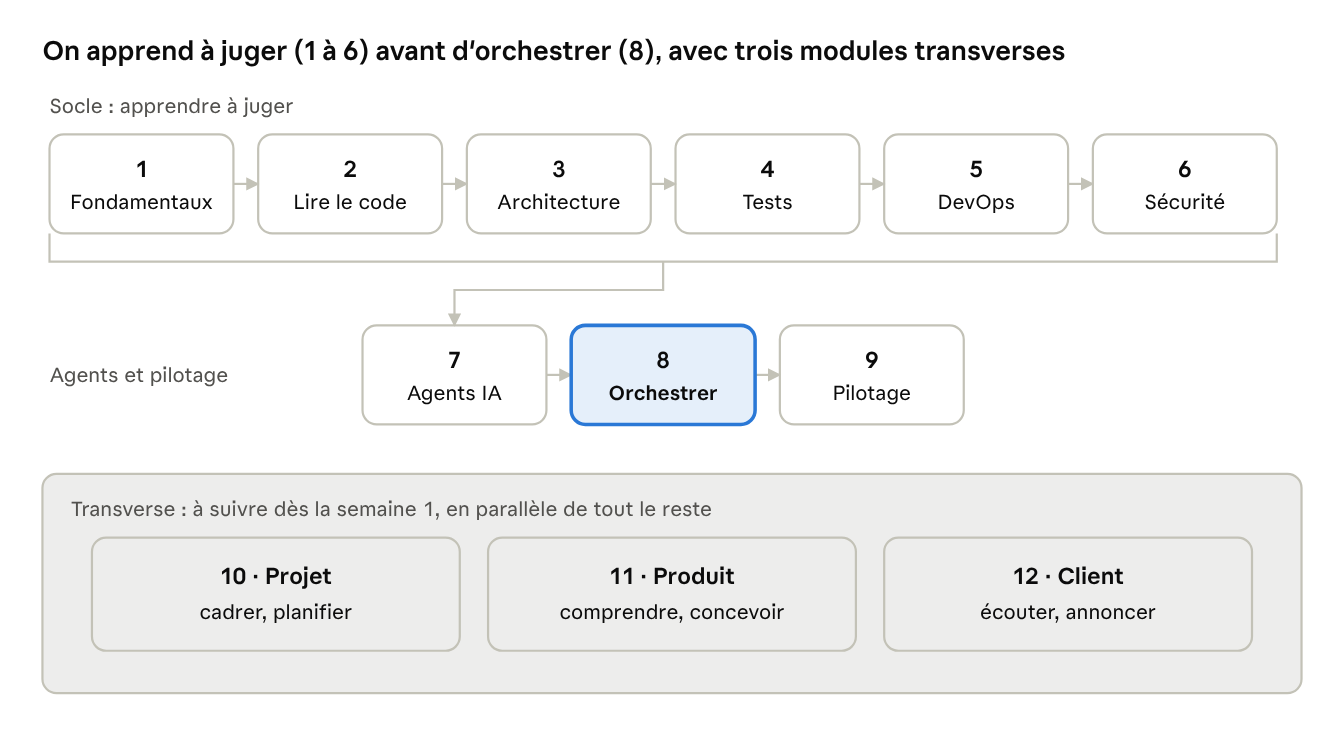 On apprend à juger (1 à 6) avant d'orchestrer (8), avec trois modules transverses
Socle : apprendre à juger
1
Fondamentaux
2
Lire le code
3
Architecture
4
Tests
5
DevOps
6
Sécurité
Agents et pilotage
7
Agents IA
8
Orchestrer
9
Pilotage
Transverse : à suivre dès la semaine 1, en parallèle de tout le reste
10 · Projet
cadrer, planifier
11 · Produit
comprendre, concevoir
12 · Client
écouter, annoncer